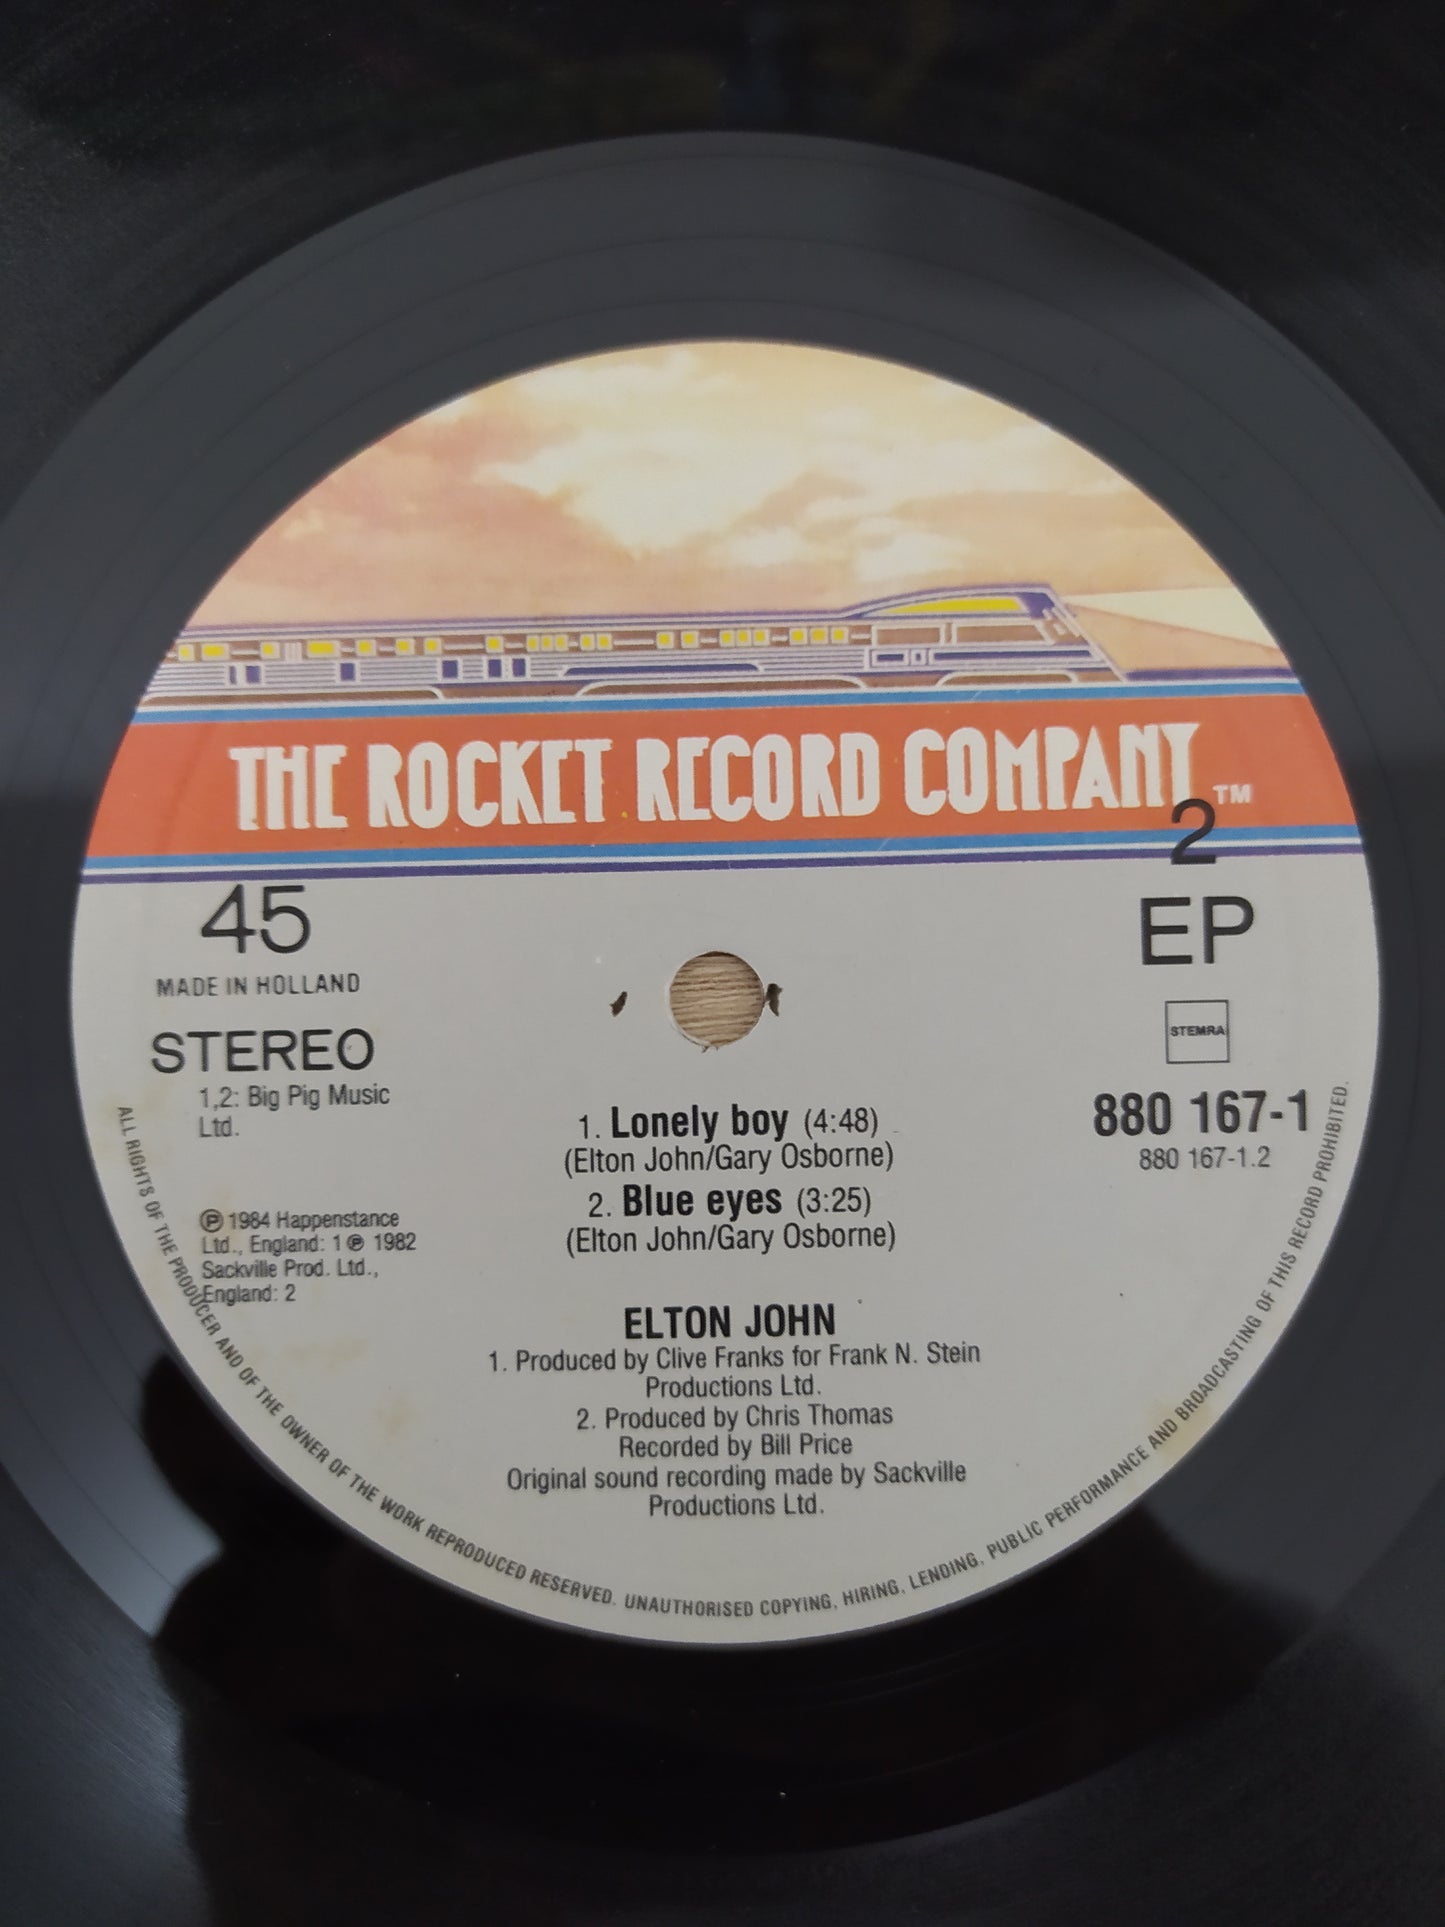 THE ROCKET RECORD COMPANY TM
2
45
EP
MADE IN HOLLAND
STEREO
STEMRA
1,2: Big Pig Music
Ltd.
880 167-1
880 167-1.2
1. Lonely boy (4:48)
(Elton John/Gary Osborne)
2. Blue eyes (3:25)
(Elton John/Gary Osborne)
℗ 1984 Happenstance
Ltd., England: 1 ℗ 1982
Sackville Prod. Ltd.,
England: 2
ELTON JOHN
1. Produced by Clive Franks for Frank N. Stein
Productions Ltd.
2. Produced by Chris Thomas
Recorded by Bill Price
Original sound recording made by Sackville
Productions Ltd.
ALL RIGHTS OF THE PRODUCER AND OF THE OWNER OF THE WORK REPRODUCED RESERVED. UNAUTHORISED COPYING, HIRING, LENDING, PUBLIC PERFORMANCE AND BROADCASTING OF THIS RECORD PROHIBITED.